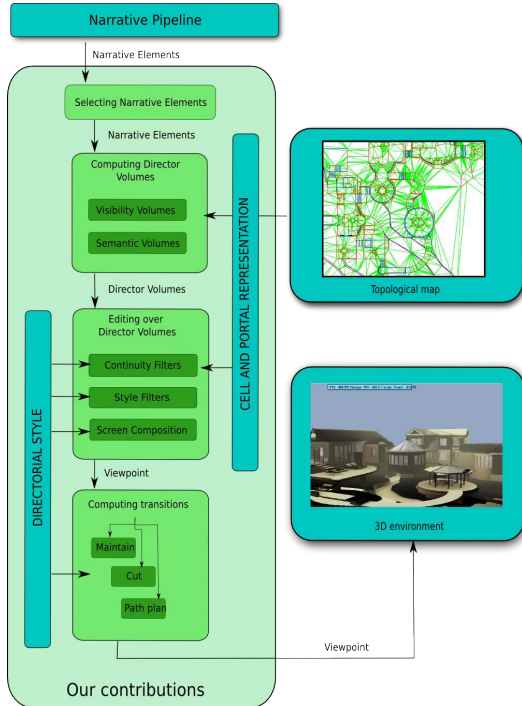 Narrative Pipeline
Narrative Elements
Selecting Narrative Elements
Narrative Elements
Computing Director
Volumes
Visibility Volumes
Semantic Volumes
CELL AND PORTAL REPRESENTATION
Topological map
Director Volumes
Editing over
Director Volumes
Continuity Filters
Style Filters
Screen Composition
DIRECTORIAL STYLE
3D environment
Viewpoint
Computing transitions
Maintain
Cut
Path plan
Viewpoint
Our contributions